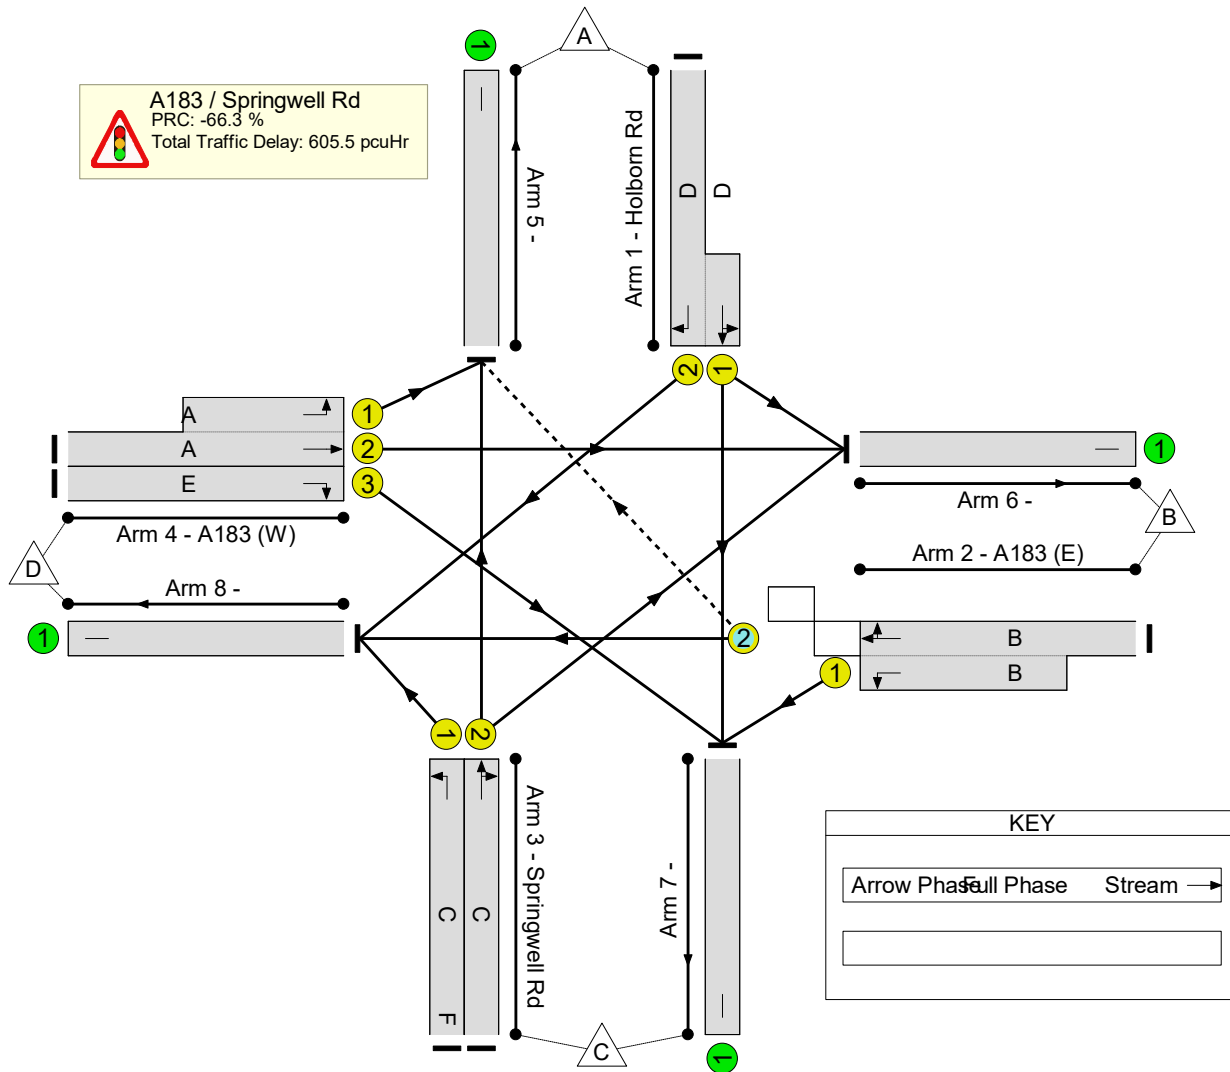 A183 / Springwell Rd
PRC: -66.3 %
Total Traffic Delay: 605.5 pcuHr
1
A
Arm 5 -
Arm 1 - Holborn Rd
D
D
2
1
A
1
A
2
E
3
Arm 4 - A183 (W)
D
Arm 8 -
1
1
Arm 6 -
B
Arm 2 - A183 (E)
2
B
1
B
1
2
C
C
F
Arm 3 - Springwell Rd
Arm 7 -
C
1
KEY
Arrow Phase
Full Phase
Stream